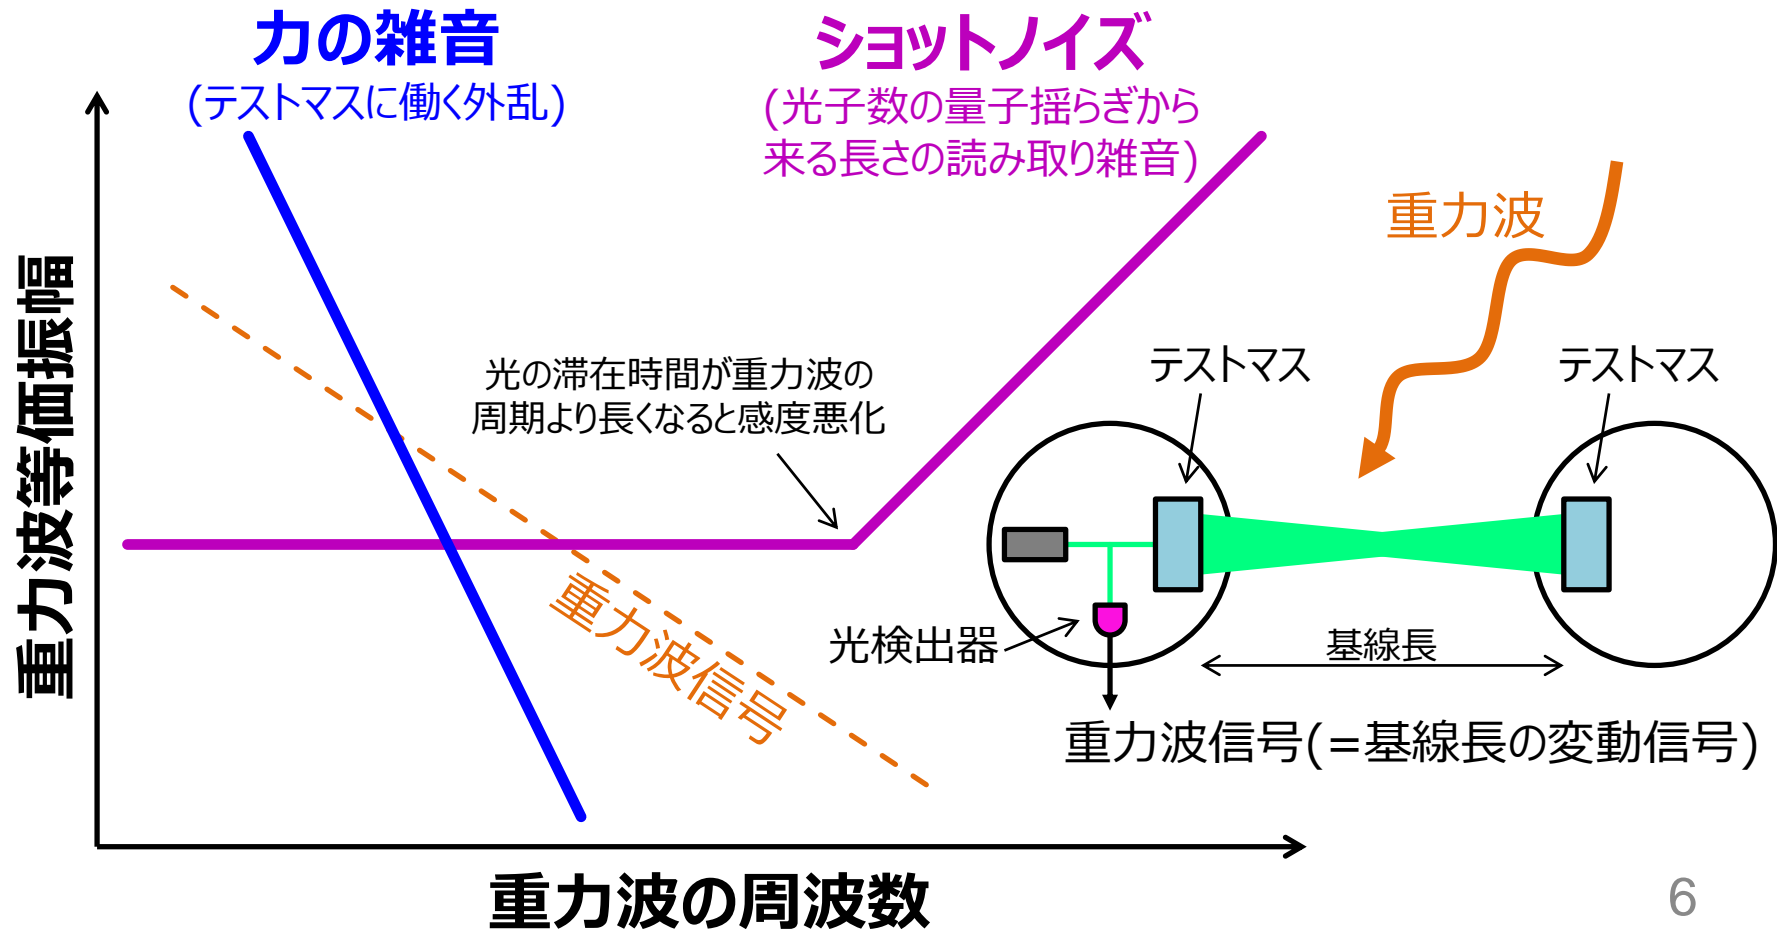 力の雑音
(テストマスに働く外乱)
ショットノイズ
(光子数の量子揺らぎから
来る長さの読み取り雑音)
重力波
重力波等価振幅
光の滞在時間が重力波の
周期より長くなると感度悪化
テストマス
テストマス
重力波信号
光検出器
基線長
重力波信号(=基線長の変動信号)
重力波の周波数
6